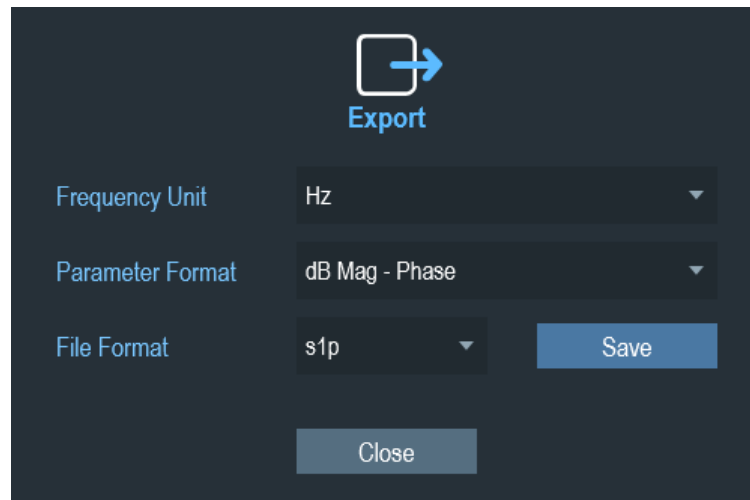 Export
Frequency Unit Hz
Parameter Format dB Mag - Phase
File Format s1p Save
Close